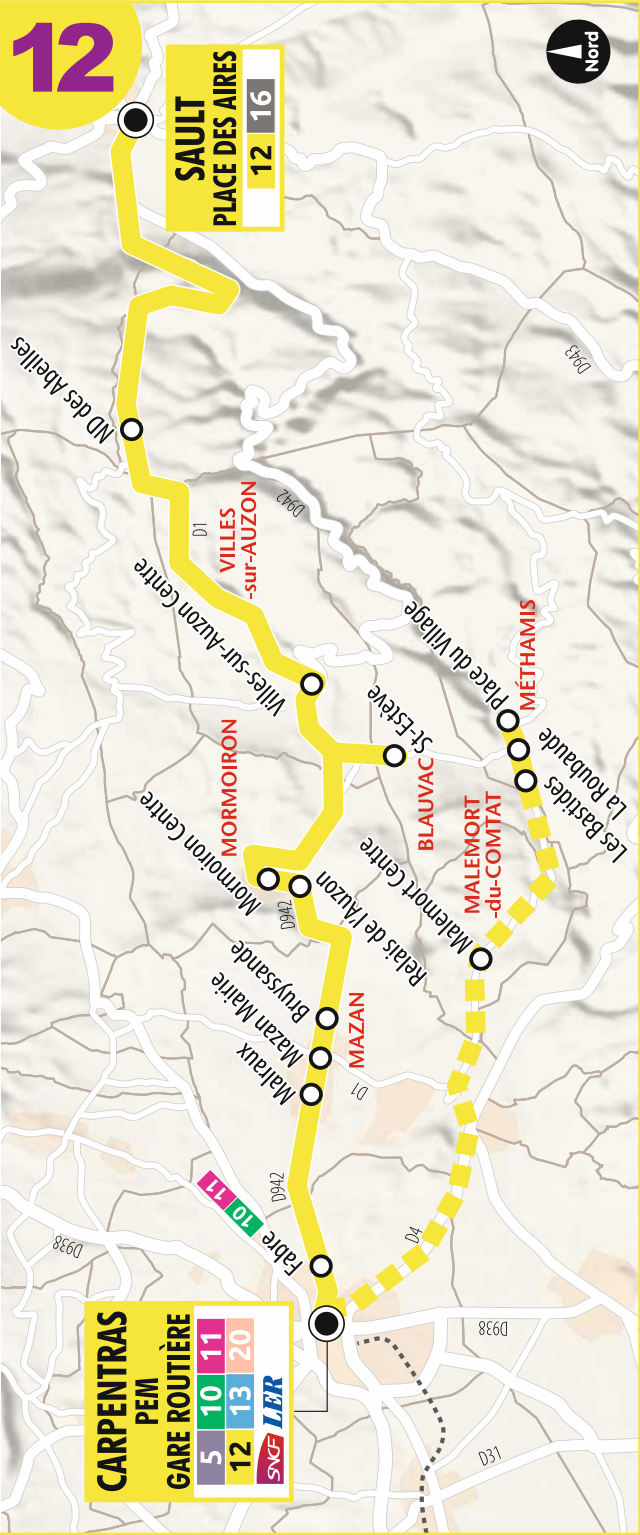 12
Nord
SAULT
PLACE DES AIRES
12 16
ND des Abeilles
D943
D942
D1
VILLES
-sur-AUZON
Villes-sur-Auzon Centre
St-Estève
BLAUVAC
Place du Village
MÉTHAMIS
La Roubaude
Les Bastides
MORMOIRON
Mormoiron Centre
D942
Relais de l'Auzon
MALEMORT
-du-COMTAT
Malemort Centre
Bruyssande
Mazan Mairie
Malraux
MAZAN
D1
D942
10 11
Fabre
D938
D4
D938
D31
CARPENTRAS
PEM
GARE ROUTIÈRE
5 10 11
12 13 20
SNCF LER